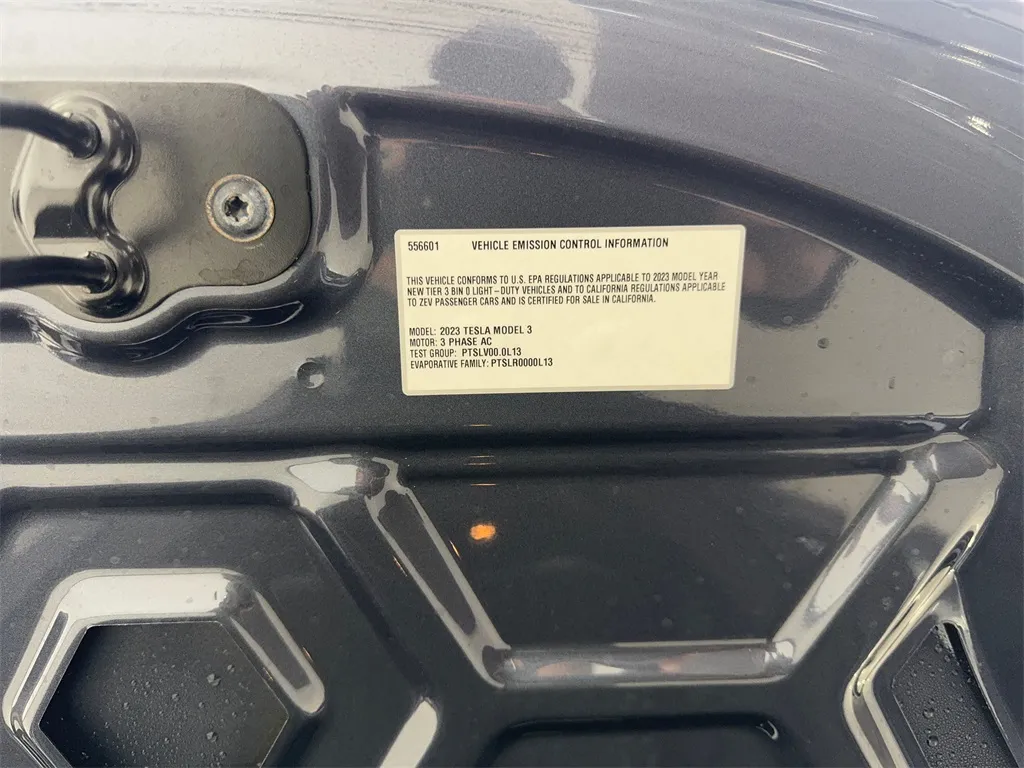 556601 VEHICLE EMISSION CONTROL INFORMATION
THIS VEHICLE CONFORMS TO U.S. EPA REGULATIONS APPLICABLE TO 2023 MODEL YEAR
NEW TIER 3 BIN 0 LIGHT-DUTY VEHICLES AND TO CALIFORNIA REGULATIONS APPLICABLE
TO ZEV PASSENGER CARS AND IS CERTIFIED FOR SALE IN CALIFORNIA.
MODEL: 2023 TESLA MODEL 3
MOTOR: 3 PHASE AC
TEST GROUP: PTSLV00.0L13
EVAPORATIVE FAMILY: PTSLR0000L13